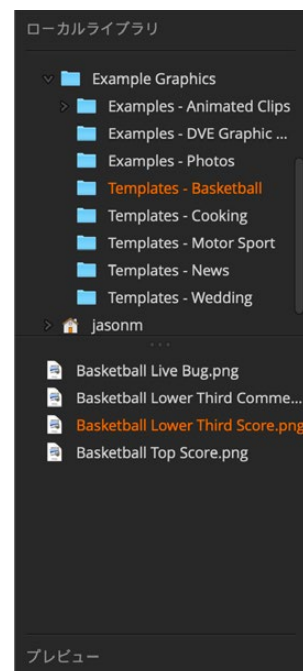 ローカルライブラリ
Example Graphics
Examples - Animated Clips
Examples - DVE Graphic ...
Examples - Photos
Templates - Basketball
Templates - Cooking
Templates - Motor Sport
Templates - News
Templates - Wedding
jasonm
Basketball Live Bug.png
Basketball Lower Third Comme...
Basketball Lower Third Score.png
Basketball Top Score.png
プレビュー